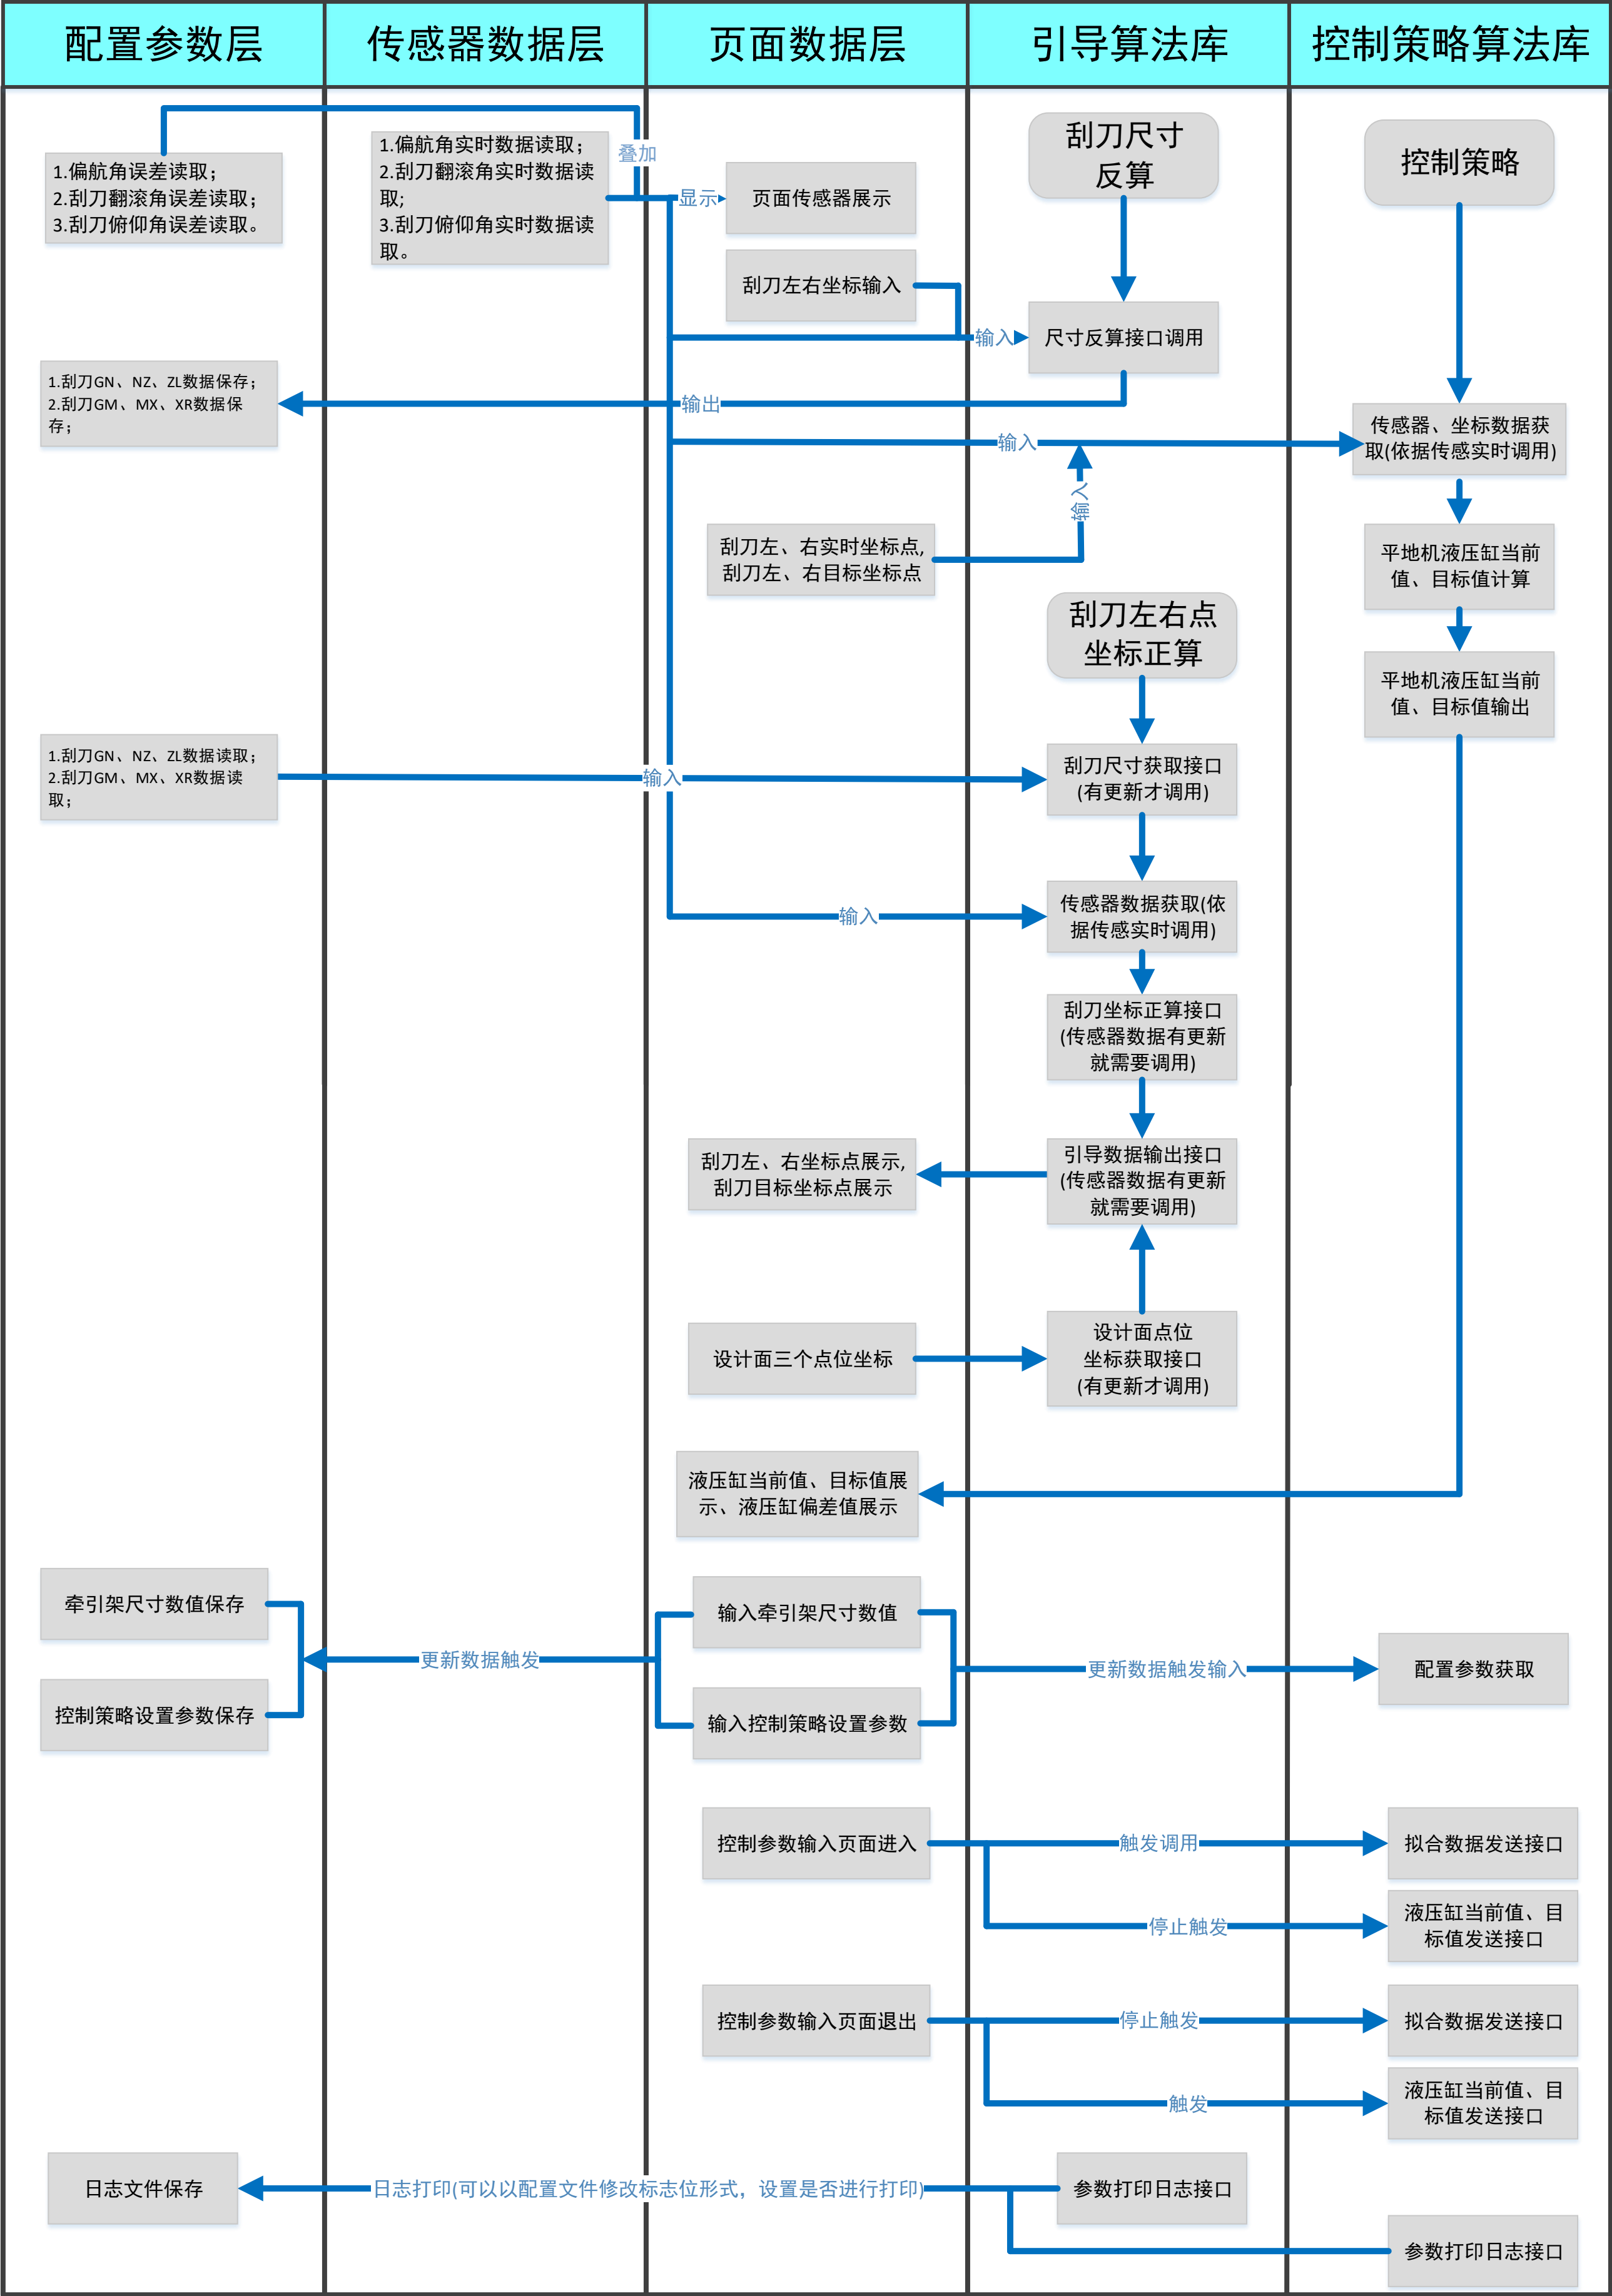 配置参数层
传感器数据层
页面数据层
引导算法库
控制策略算法库
1.偏航角误差读取；
2.刮刀翻滚角误差读取；
3.刮刀俯仰角误差读取。
1.偏航角实时数据读取；
2.刮刀翻滚角实时数据读
取;
3.刮刀俯仰角实时数据读
取。
叠加
显示
页面传感器展示
刮刀尺寸
反算
控制策略
刮刀左右坐标输入
输入
尺寸反算接口调用
1.刮刀GN、NZ、ZL数据保存；
2.刮刀GM、MX、XR数据保
存；
输出
输入
传感器、坐标数据获
取(依据传感实时调用)
输入
刮刀左、右实时坐标点,
刮刀左、右目标坐标点
平地机液压缸当前
值、目标值计算
刮刀左右点
坐标正算
平地机液压缸当前
值、目标值输出
1.刮刀GN、NZ、ZL数据读取；
2.刮刀GM、MX、XR数据读
取；
输入
刮刀尺寸获取接口
(有更新才调用)
输入
传感器数据获取(依
据传感实时调用)
刮刀坐标正算接口
(传感器数据有更新
就需要调用)
刮刀左、右坐标点展示,
刮刀目标坐标点展示
引导数据输出接口
(传感器数据有更新
就需要调用)
设计面三个点位坐标
设计面点位
坐标获取接口
(有更新才调用)
液压缸当前值、目标值展
示、液压缸偏差值展示
牵引架尺寸数值保存
输入牵引架尺寸数值
更新数据触发
更新数据触发输入
配置参数获取
控制策略设置参数保存
输入控制策略设置参数
控制参数输入页面进入
触发调用
拟合数据发送接口
停止触发
液压缸当前值、目
标值发送接口
控制参数输入页面退出
停止触发
拟合数据发送接口
触发
液压缸当前值、目
标值发送接口
日志文件保存
日志打印(可以以配置文件修改标志位形式，设置是否进行打印)
参数打印日志接口
参数打印日志接口